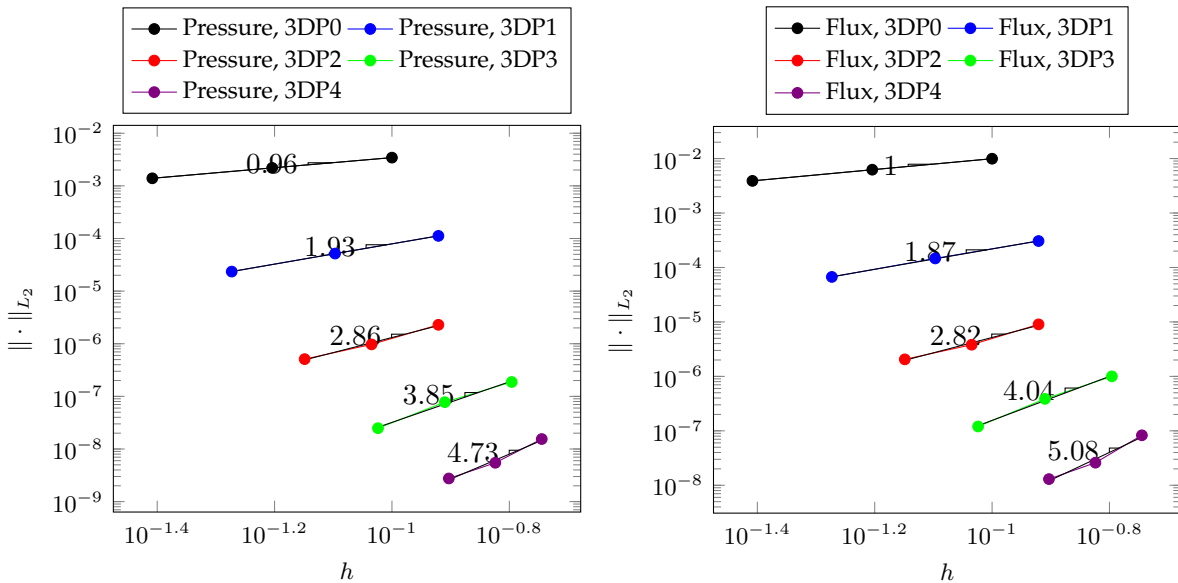 Pressure, 3DP0 Pressure, 3DP1
Pressure, 3DP2 Pressure, 3DP3
Pressure, 3DP4
10^{-2}
10^{-3}
10^{-4}
10^{-5}
10^{-6}
10^{-7}
10^{-8}
10^{-9}
|| · ||_{L_2}
0.96
1.93
2.86
3.85
4.73
10^{-1.4} 10^{-1.2} 10^{-1} 10^{-0.8}
h
Flux, 3DP0 Flux, 3DP1
Flux, 3DP2 Flux, 3DP3
Flux, 3DP4
10^{-2}
10^{-3}
10^{-4}
10^{-5}
10^{-6}
10^{-7}
10^{-8}
|| · ||_{L_2}
1
1.87
2.82
4.04
5.08
10^{-1.4} 10^{-1.2} 10^{-1} 10^{-0.8}
h